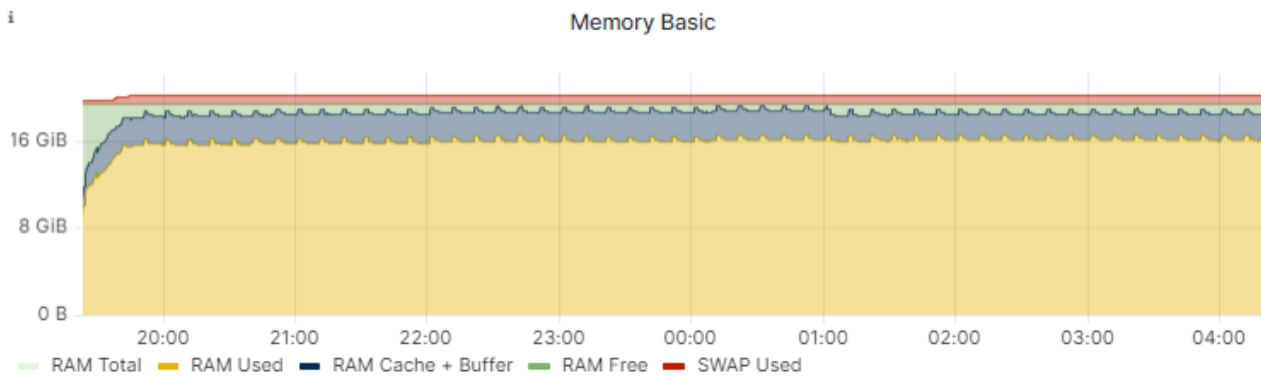 i
Memory Basic
16 GiB
8 GiB
0 B
20:00 21:00 22:00 23:00 00:00 01:00 02:00 03:00 04:00
RAM Total RAM Used RAM Cache + Buffer RAM Free SWAP Used